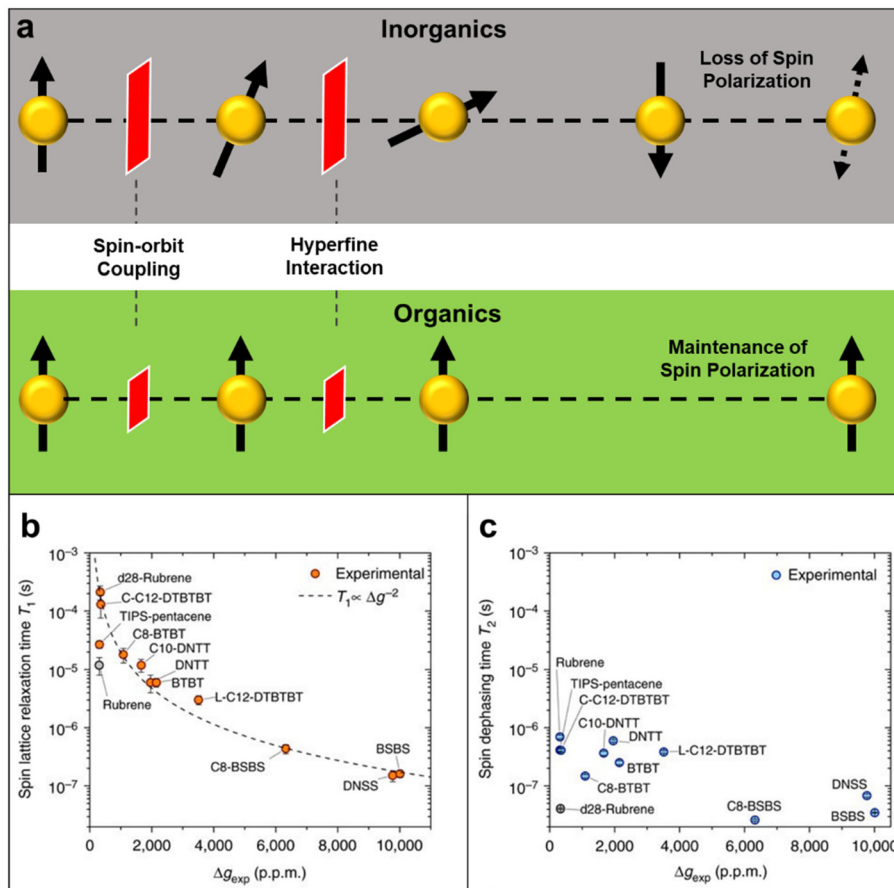 a
Inorganics
Loss of Spin
Polarization
Spin-orbit
Coupling
Hyperfine
Interaction
Organics
Maintenance of
Spin Polarization
b
Spin lattice relaxation time T₁ (s)
10⁻³
10⁻⁴
10⁻⁵
10⁻⁶
10⁻⁷
d28-Rubrene
C-C12-DTBTBT
TIPS-pentacene
C8-BTBT
C10-DNTT
DNTT
BTBT
Rubrene
L-C12-DTBTBT
C8-BSBS
BSBS
DNSS
Experimental
T₁∝ Δg⁻²
0
2,000
4,000
6,000
8,000
10,000
Δgexp (p.p.m.)
c
Spin dephasing time T₂ (s)
10⁻³
10⁻⁴
10⁻⁵
10⁻⁶
10⁻⁷
Experimental
Rubrene
TIPS-pentacene
C-C12-DTBTBT
C10-DNTT
DNTT
L-C12-DTBTBT
BTBT
C8-BTBT
d28-Rubrene
C8-BSBS
DNSS
BSBS
0
2,000
4,000
6,000
8,000
10,000
Δgexp (p.p.m.)